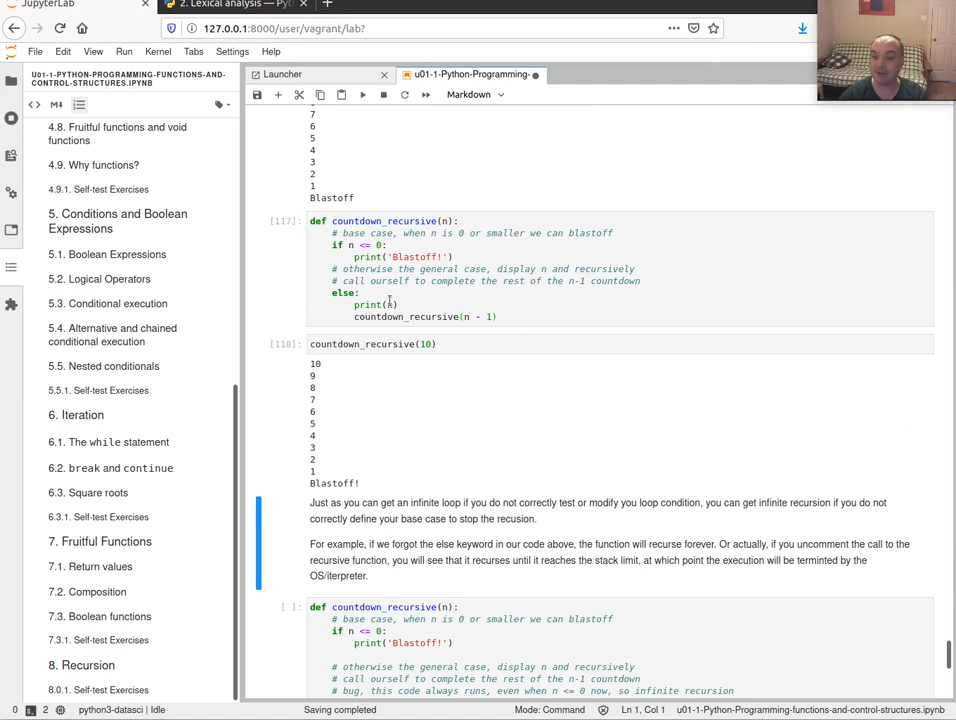 JupyterLab
2. Lexical analysis — Pyt
127.0.0.1:8000/user/vagrant/lab?
File Edit View Run Kernel Tabs Settings Help
U01-1-PYTHON-PROGRAMMING-FUNCTIONS-AND-
CONTROL-STRUCTURES.IPYNB
4.8. Fruitful functions and void
functions
4.9. Why functions?
4.9.1. Self-test Exercises
5. Conditions and Boolean
Expressions
5.1. Boolean Expressions
5.2. Logical Operators
5.3. Conditional execution
5.4. Alternative and chained
conditional execution
5.5. Nested conditionals
5.5.1. Self-test Exercises
6. Iteration
6.1. The while statement
6.2. break and continue
6.3. Square roots
6.3.1. Self-test Exercises
7. Fruitful Functions
7.1. Return values
7.2. Composition
7.3. Boolean functions
7.3.1. Self-test Exercises
8. Recursion
8.0.1. Self-test Exercises
Launcher
u01-1-Python-Programming-
Markdown
7
6
5
4
3
2
1
Blastoff
[117]: def countdown_recursive(n):
# base case, when n is 0 or smaller we can blastoff
if n <= 0:
print('Blastoff!')
# otherwise the general case, display n and recursively
# call ourself to complete the rest of the n-1 countdown
else:
print(n)
countdown_recursive(n - 1)
[118]: countdown_recursive(10)
10
9
8
7
6
5
4
3
2
1
Blastoff!
Just as you can get an infinite loop if you do not correctly test or modify you loop condition, you can get infinite recursion if you do not
correctly define your base case to stop the recusion.
For example, if we forgot the else keyword in our code above, the function will recurse forever. Or actually, if you uncomment the call to the
recursive function, you will see that it recurses until it reaches the stack limit, at which point the execution will be terminted by the
OS/iterpreter.
[ ]: def countdown_recursive(n):
# base case, when n is 0 or smaller we can blastoff
if n <= 0:
print('Blastoff!')
# otherwise the general case, display n and recursively
# call ourself to complete the rest of the n-1 countdown
# bug, this code always runs, even when n <= 0 now, so infinite recursion
0 2 python3-datasci | Idle Saving completed Mode: Command Ln 1, Col 1 u01-1-Python-Programming-functions-and-control-structures.ipynb